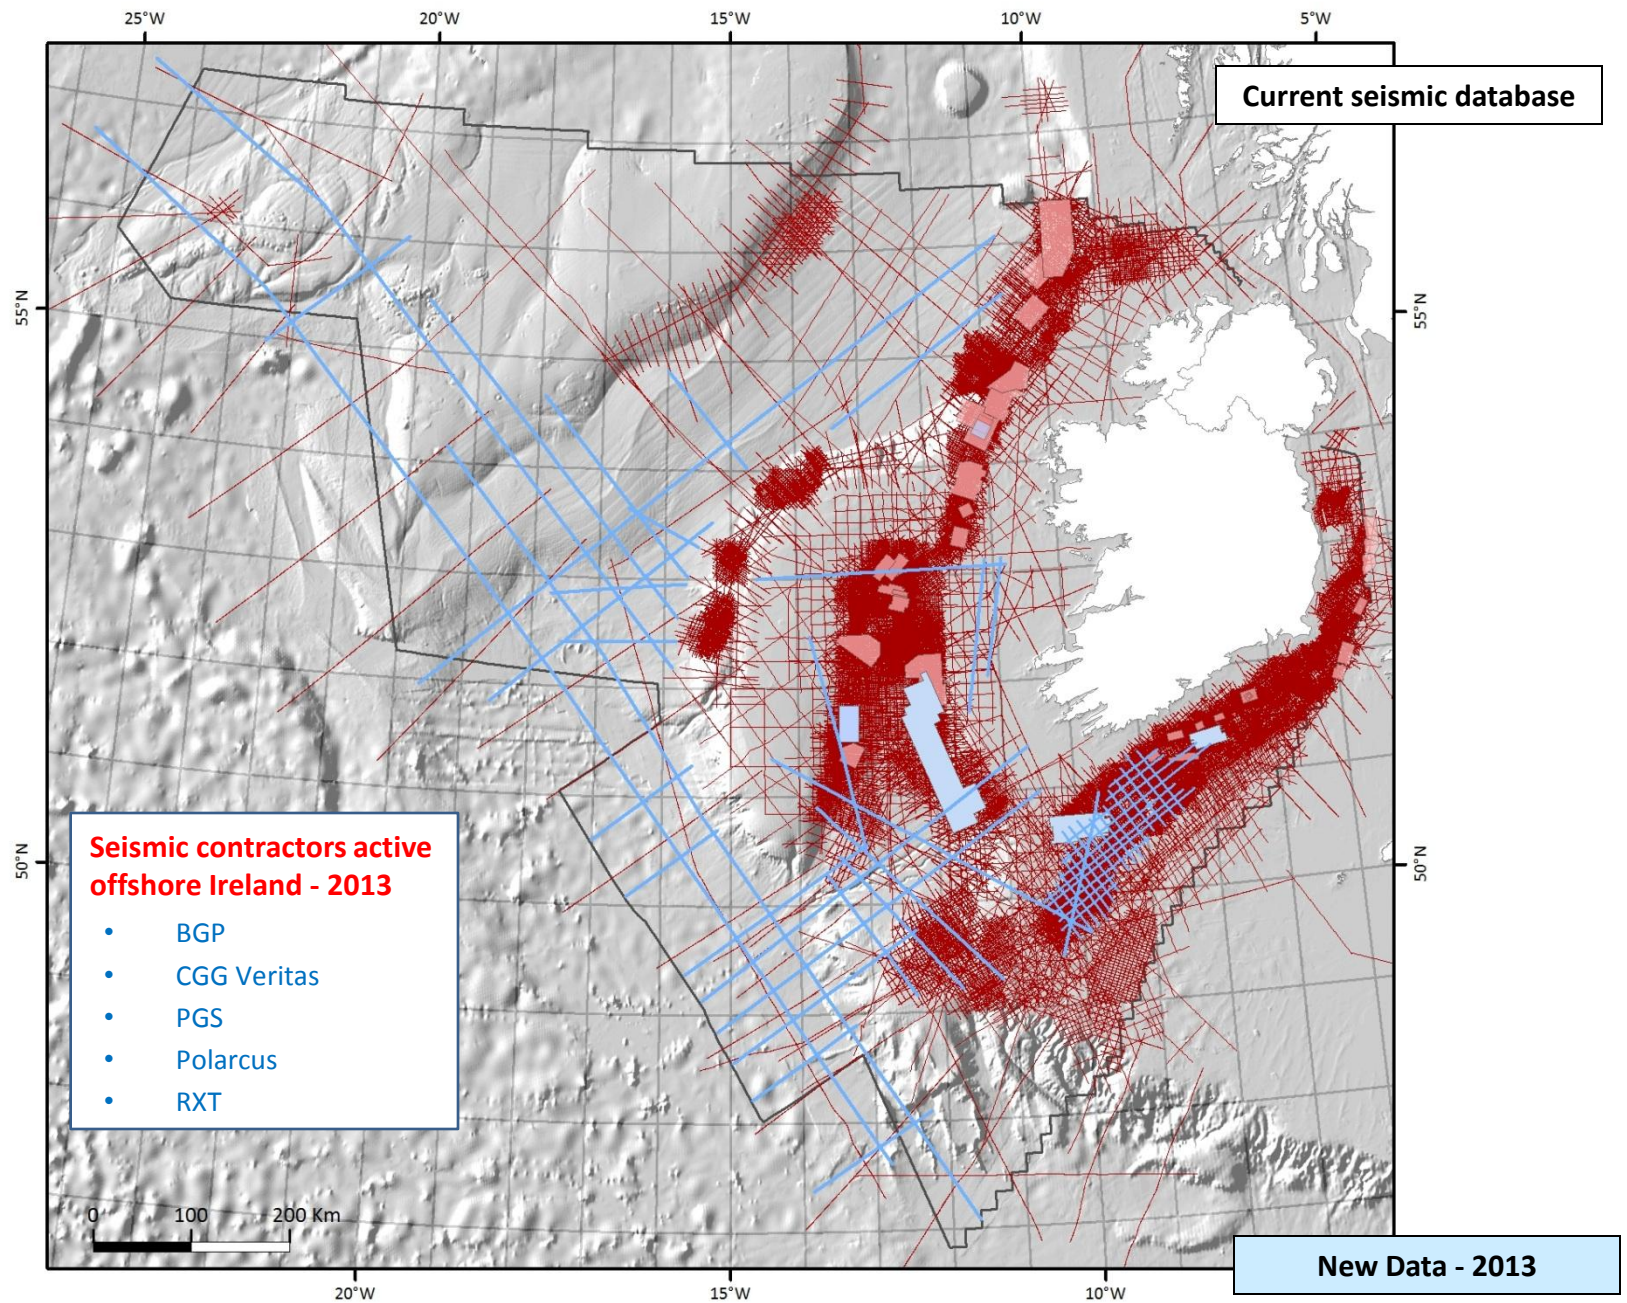 25°W 20°W 15°W 10°W 5°W
Current seismic database
55°N
55°N
50°N
50°N
Seismic contractors active
offshore Ireland - 2013
• BGP
• CGG Veritas
• PGS
• Polarcus
• RXT
0 100 200 Km
New Data - 2013
20°W 15°W 10°W